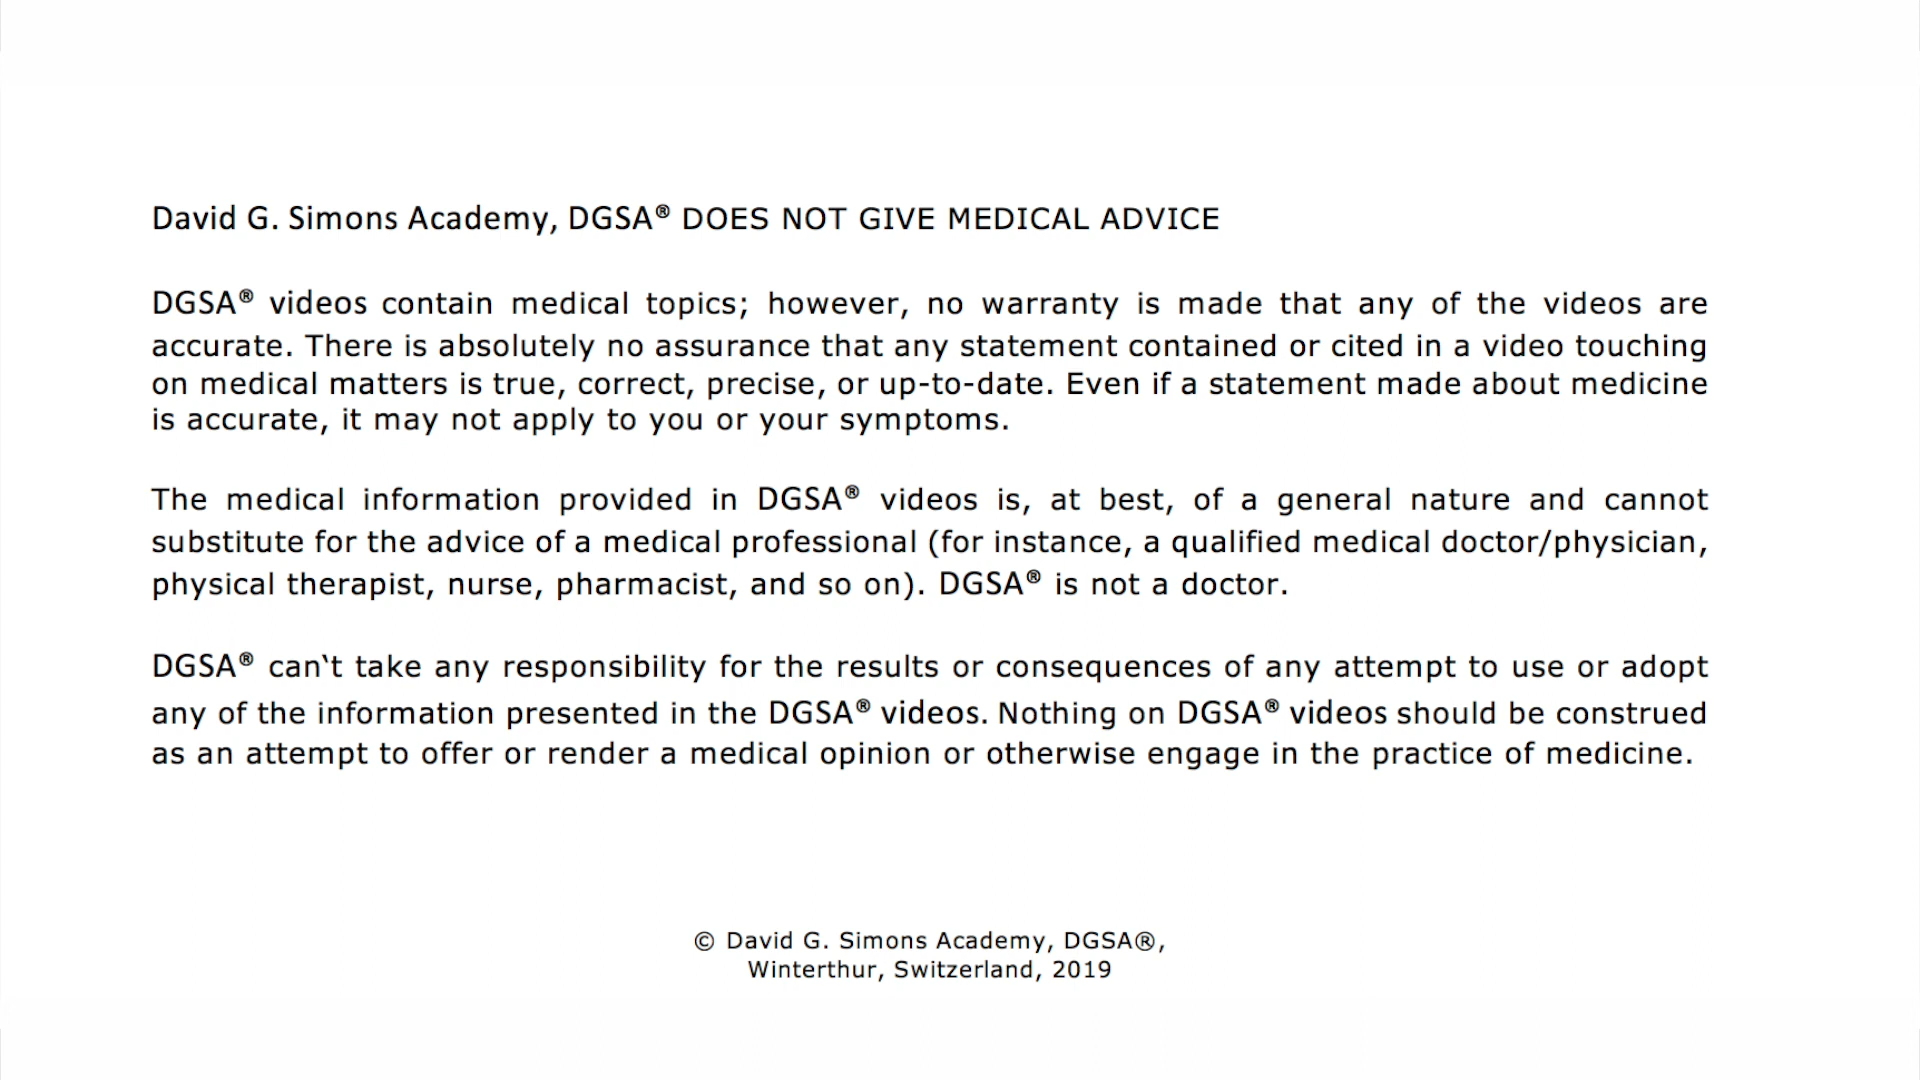 David G. Simons Academy, DGSA® DOES NOT GIVE MEDICAL ADVICE
DGSA® videos contain medical topics; however, no warranty is made that any of the videos are
accurate. There is absolutely no assurance that any statement contained or cited in a video touching
on medical matters is true, correct, precise, or up-to-date. Even if a statement made about medicine
is accurate, it may not apply to you or your symptoms.
The medical information provided in DGSA® videos is, at best, of a general nature and cannot
substitute for the advice of a medical professional (for instance, a qualified medical doctor/physician,
physical therapist, nurse, pharmacist, and so on). DGSA® is not a doctor.
DGSA® can‛t take any responsibility for the results or consequences of any attempt to use or adopt
any of the information presented in the DGSA® videos. Nothing on DGSA® videos should be construed
as an attempt to offer or render a medical opinion or otherwise engage in the practice of medicine.
© David G. Simons Academy, DGSA®,
Winterthur, Switzerland, 2019